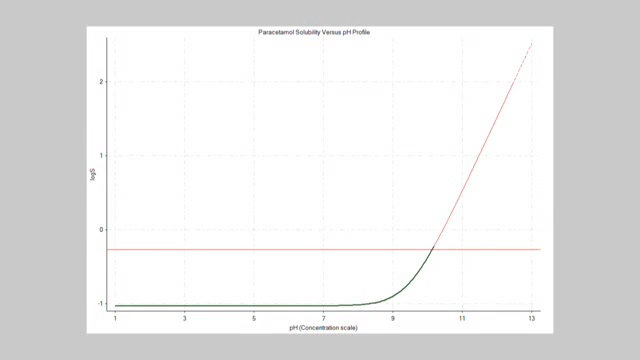 Paracetamol Solubility Versus pH Profile
2
1
0
-1
logS
1 3 5 7 9 11 13
pH (Concentration scale)